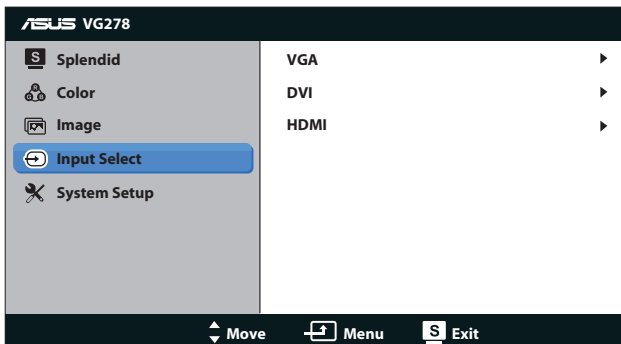 ASUS VG278
S Splendid
Color
Image
Input Select
System Setup
VGA
DVI
HDMI
Move Menu S Exit